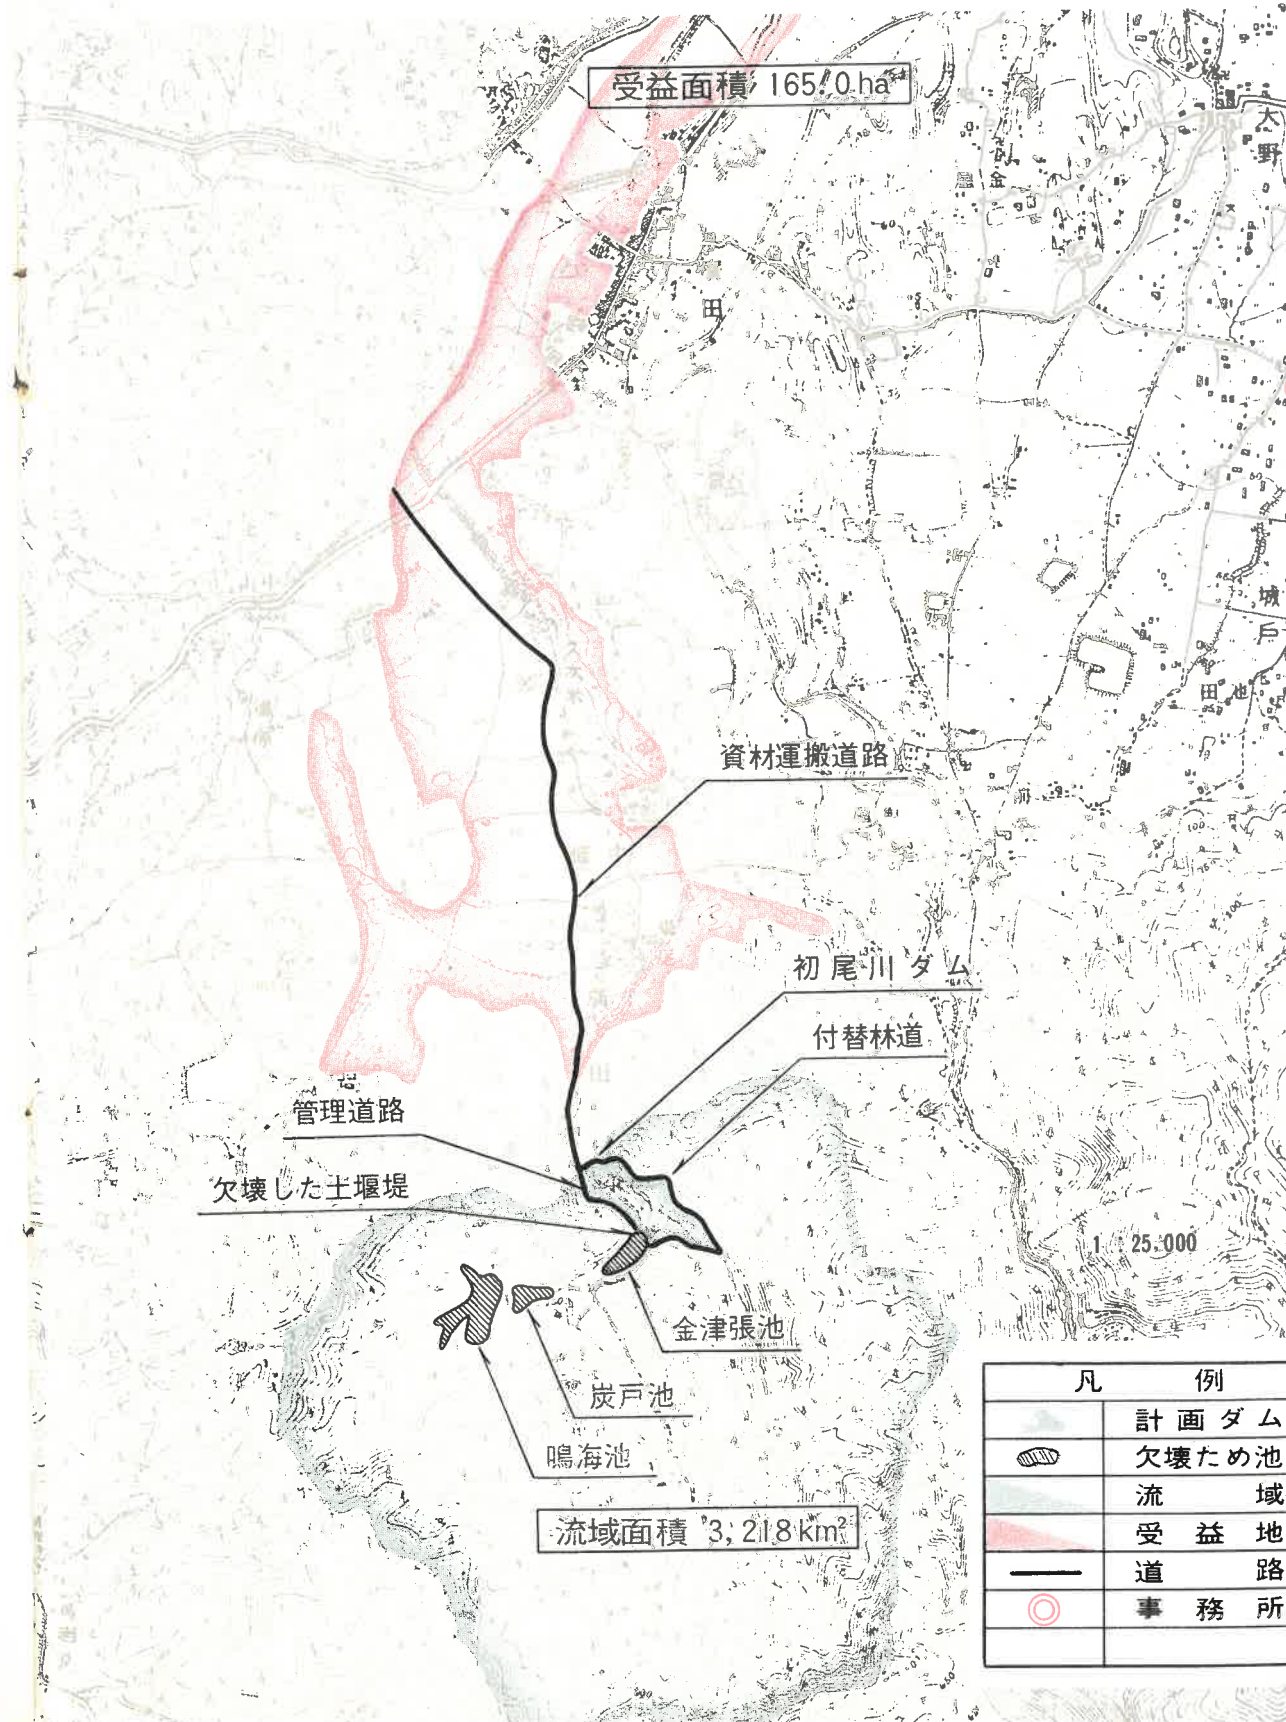 受益面積 165.0ha
大野
金
田
城戸
田池
資材運搬道路
初尾川ダム
付替林道
管理道路
欠壊した土堰堤
1:25,000
金津張池
炭戸池
鳴海池
流域面積 3,218km²
凡例
計画ダム
欠壊ため池
流域
受益地
道路
事務所